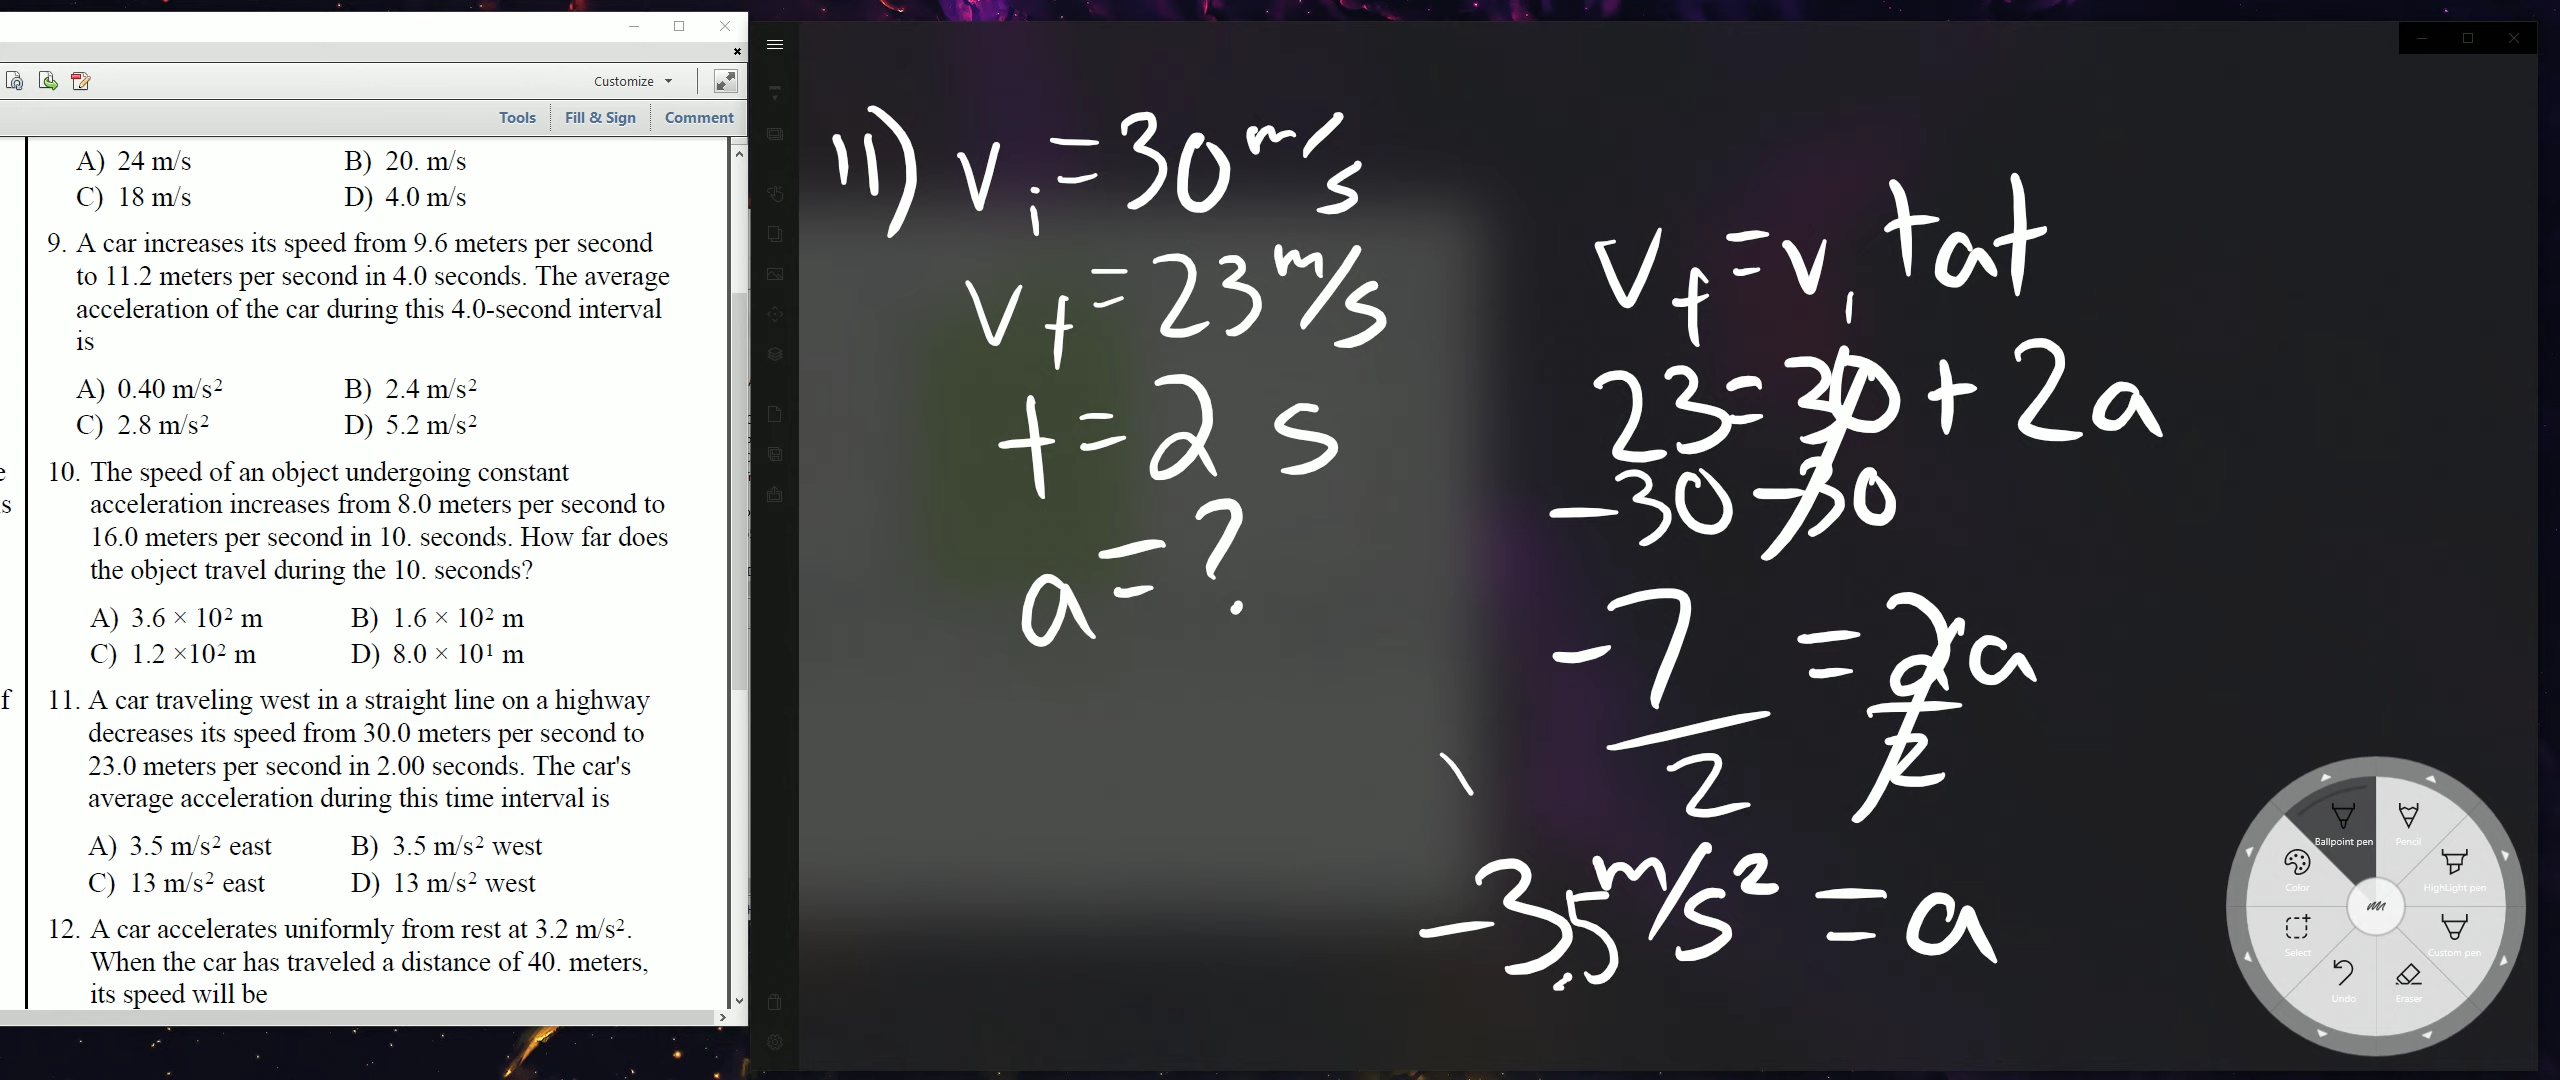 Customize
Tools Fill & Sign Comment
A) 24 m/s B) 20. m/s
C) 18 m/s D) 4.0 m/s
9. A car increases its speed from 9.6 meters per second
to 11.2 meters per second in 4.0 seconds. The average
acceleration of the car during this 4.0-second interval
is
A) 0.40 m/s² B) 2.4 m/s²
C) 2.8 m/s² D) 5.2 m/s²
e 10. The speed of an object undergoing constant
s acceleration increases from 8.0 meters per second to
16.0 meters per second in 10. seconds. How far does
the object travel during the 10. seconds?
A) 3.6 × 10² m B) 1.6 × 10² m
C) 1.2 ×10² m D) 8.0 × 10¹ m
f 11. A car traveling west in a straight line on a highway
decreases its speed from 30.0 meters per second to
23.0 meters per second in 2.00 seconds. The car's
average acceleration during this time interval is
A) 3.5 m/s² east B) 3.5 m/s² west
C) 13 m/s² east D) 13 m/s² west
12. A car accelerates uniformly from rest at 3.2 m/s².
When the car has traveled a distance of 40. meters,
its speed will be
11) vi = 30 m/s
vf = 23 m/s
t = 2 s
a = ?
vf = vi + at
23 = 30 + 2a
-30 -30
-7 = 2a
2 2
-3.5 m/s² = a
Ballpoint pen
Pencil
Color
HighLight pen
Select
Custom pen
Undo
Eraser